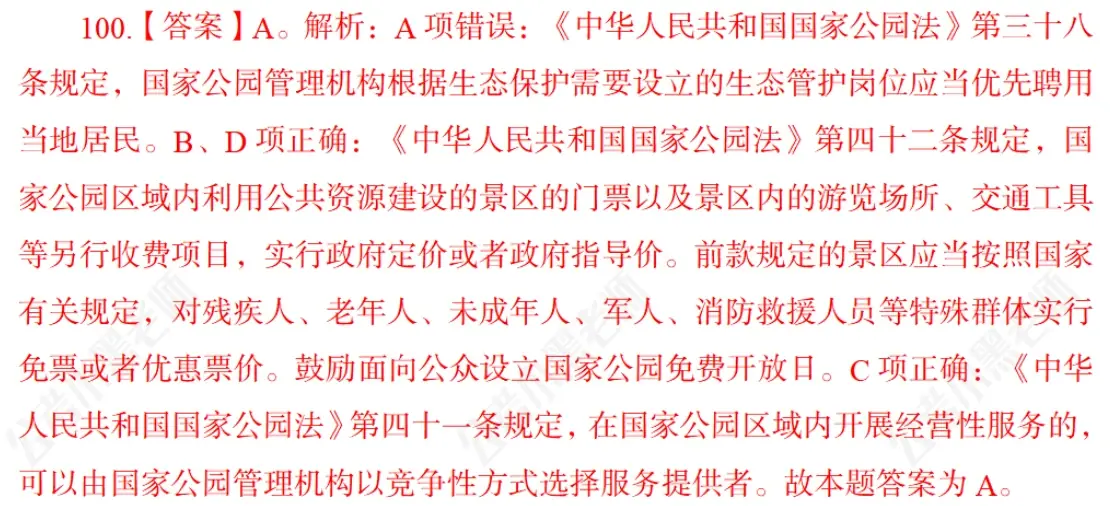 100.【答案】A。解析：A 项错误：《中华人民共和国国家公园法》第三十八
条规定，国家公园管理机构根据生态保护需要设立的生态管护岗位应当优先聘用
当地居民。B、D 项正确：《中华人民共和国国家公园法》第四十二条规定，国
家公园区域内利用公共资源建设的景区的门票以及景区内的游览场所、交通工具
等另行收费项目，实行政府定价或者政府指导价。前款规定的景区应当按照国家
有关规定，对残疾人、老年人、未成年人、军人、消防救援人员等特殊群体实行
免票或者优惠票价。鼓励面向公众设立国家公园免费开放日。C 项正确：《中华
人民共和国国家公园法》第四十一条规定，在国家公园区域内开展经营性服务的，
可以由国家公园管理机构以竞争性方式选择服务提供者。故本题答案为 A。